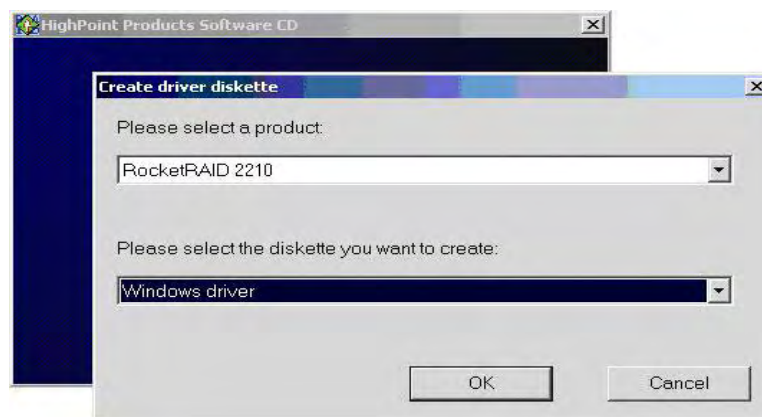 HighPoint Products Software CD
Create driver diskette
Please select a product:
RocketRAID 2210
Please select the diskette you want to create:
Windows driver
OK
Cancel